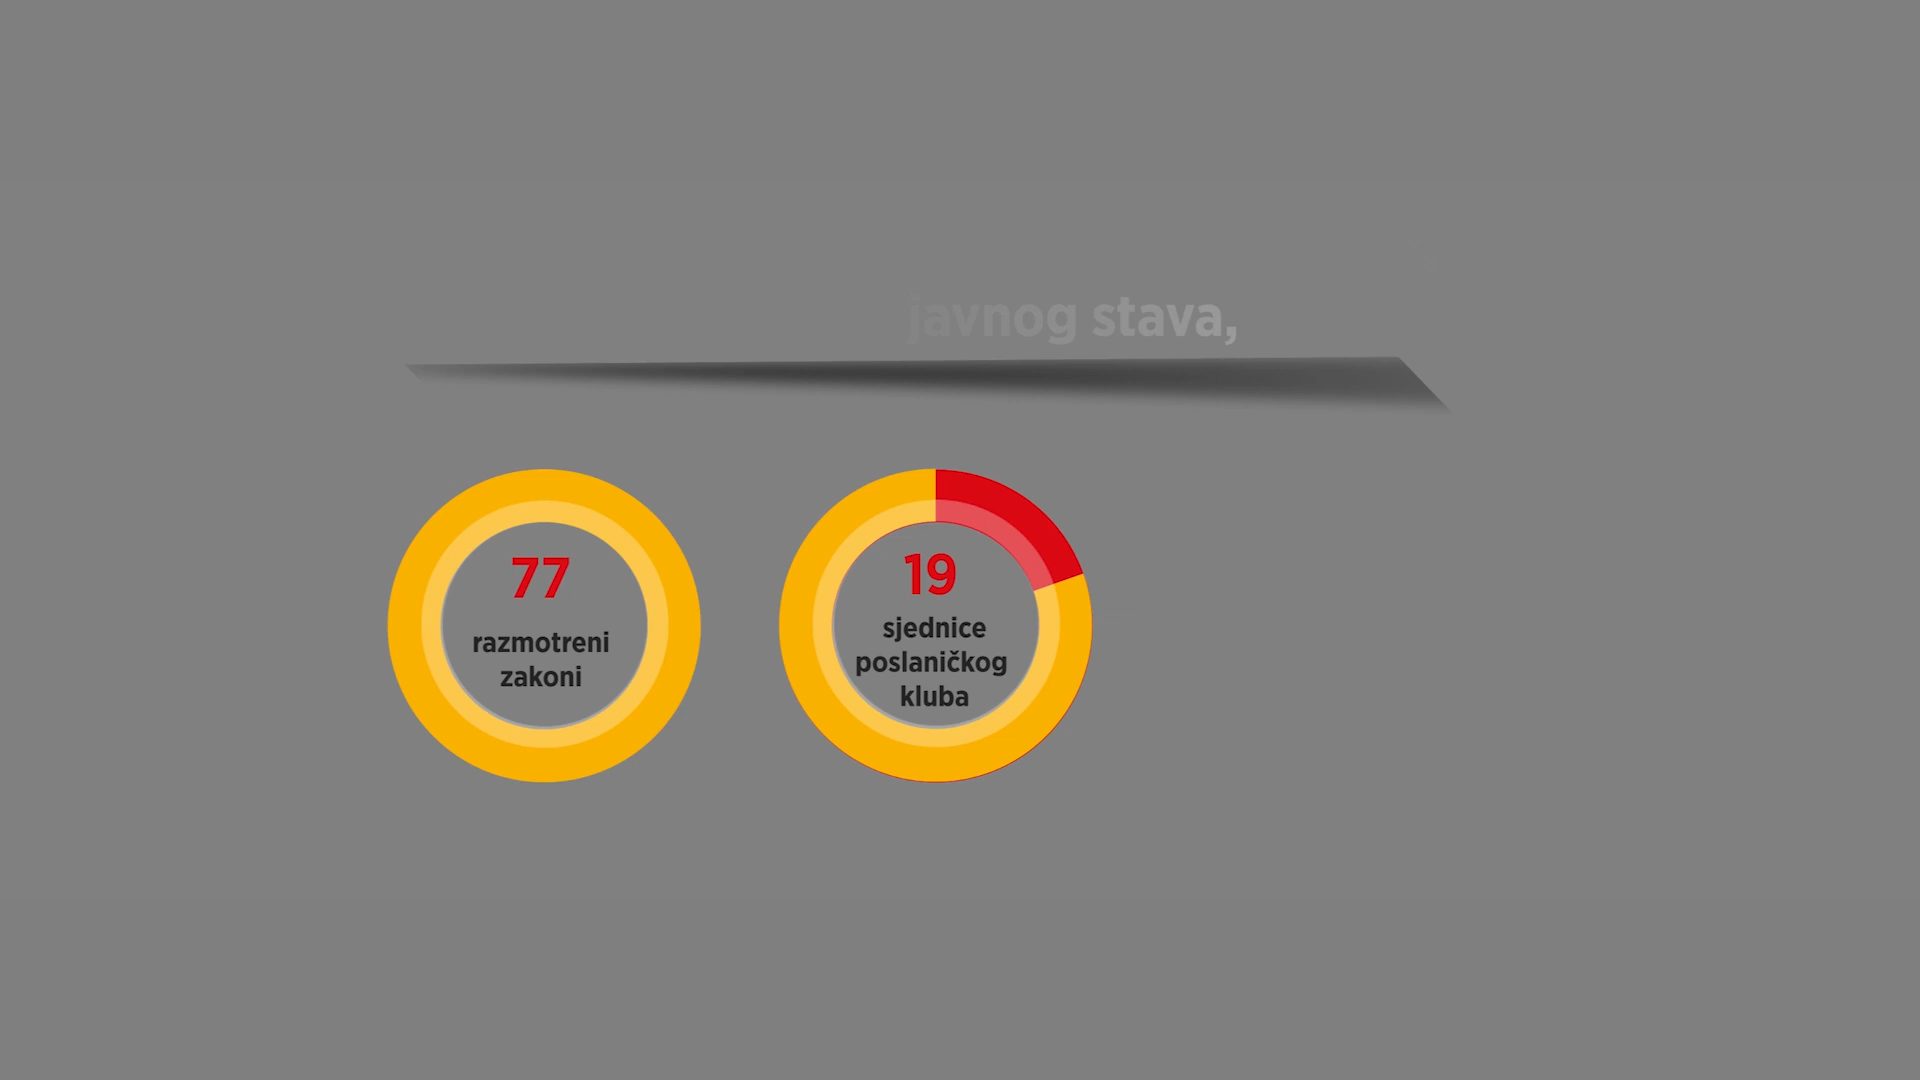 javnog stava,
77
razmotreni
zakoni
19
sjednice
poslaničkog
kluba